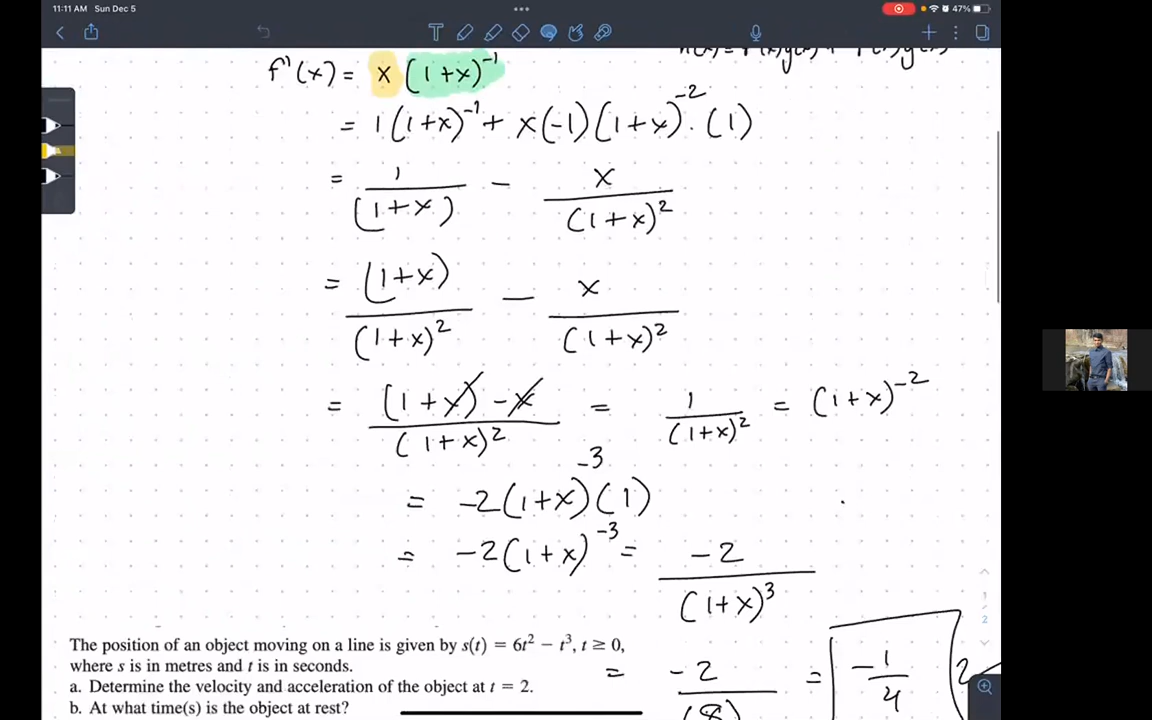 11:11 AM Sun Dec 5
47%
f'(x) = x (1+x)^-1
= 1(1+x)^-1 + x(-1)(1+x)^-2 · (1)
= 1/(1+x) - x/(1+x)^2
= (1+x)/(1+x)^2 - x/(1+x)^2
= (1+x) - x/(1+x)^2 = 1/(1+x)^2 = (1+x)^-2
= -2(1+x)^-3 (1)
= -2(1+x)^-3 = -2/(1+x)^3
The position of an object moving on a line is given by s(t) = 6t² − t³, t ≥ 0,
where s is in metres and t is in seconds.
= -2/(8) = -1/4
a. Determine the velocity and acceleration of the object at t = 2.
b. At what time(s) is the object at rest?